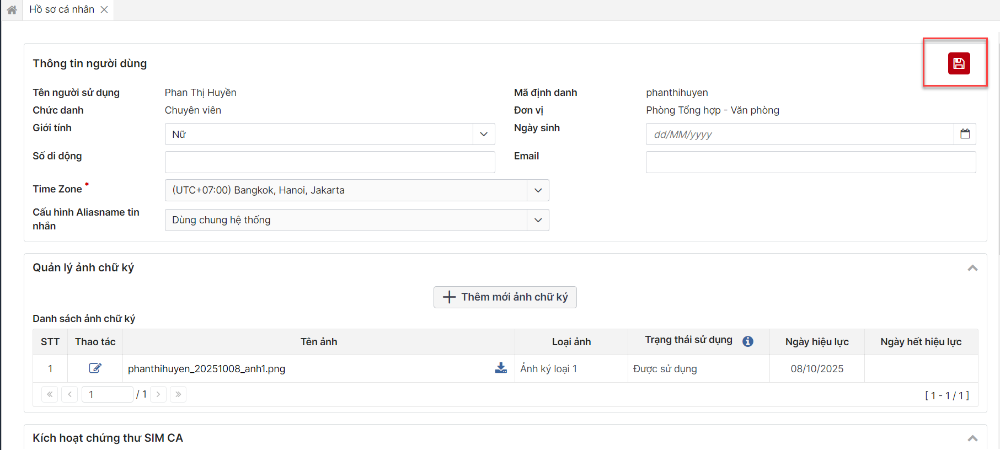 Hồ sơ cá nhân
Thông tin người dùng
Tên người sử dụng Phan Thị Huyền Mã định danh phanthihuyen
Chức danh Chuyên viên Đơn vị Phòng Tổng hợp - Văn phòng
Giới tính Nữ Ngày sinh dd/MM/yyyy
Số di động Email
Time Zone * (UTC+07:00) Bangkok, Hanoi, Jakarta
Cấu hình Aliasname tin nhắn Dùng chung hệ thống
Quản lý ảnh chữ ký
Thêm mới ảnh chữ ký
Danh sách ảnh chữ ký
STT Thao tác Tên ảnh Loại ảnh Trạng thái sử dụng Ngày hiệu lực Ngày hết hiệu lực
1 phanthihuyen_20251008_anh1.png Ảnh ký loại 1 Được sử dụng 08/10/2025
« ‹ 1 / 1 › » [ 1 - 1 / 1 ]
Kích hoạt chứng thư SIM CA